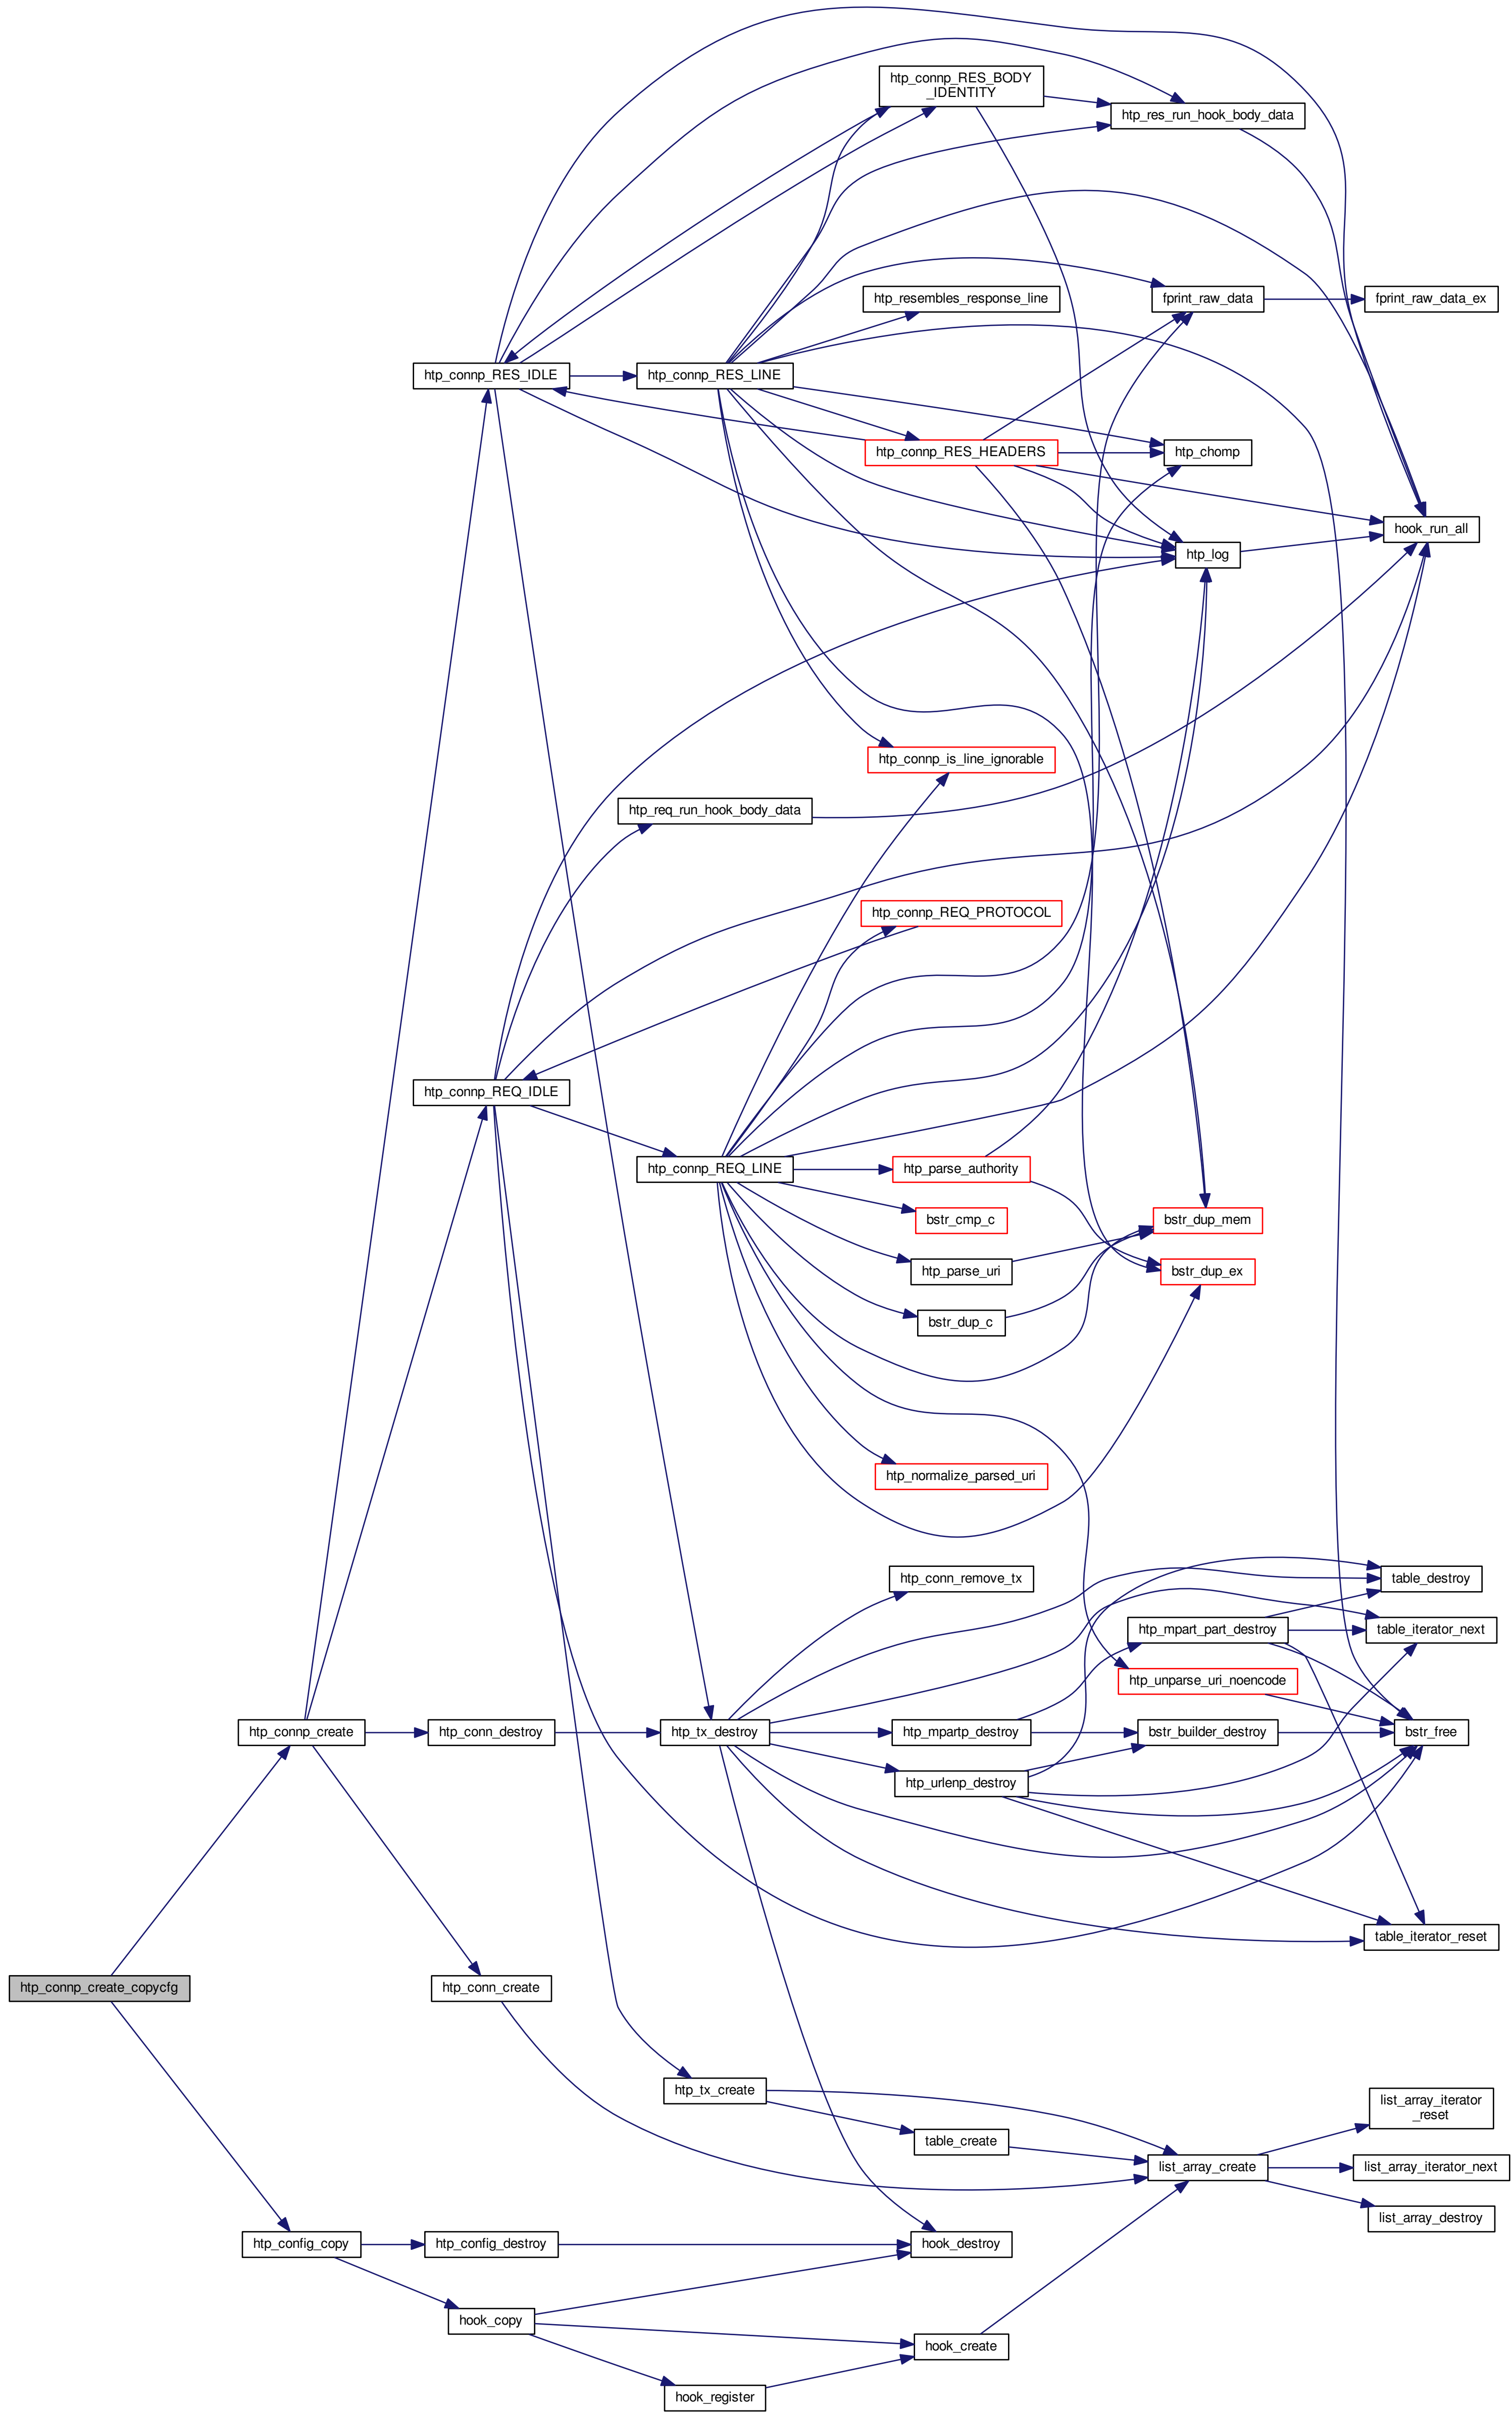 htp_connp_RES_BODY
_IDENTITY
htp_res_run_hook_body_data
htp_resembles_response_line
fprint_raw_data
fprint_raw_data_ex
htp_connp_RES_IDLE
htp_connp_RES_LINE
htp_connp_RES_HEADERS
htp_chomp
hook_run_all
htp_log
htp_connp_is_line_ignorable
htp_req_run_hook_body_data
htp_connp_REQ_PROTOCOL
htp_connp_REQ_IDLE
htp_connp_REQ_LINE
htp_parse_authority
bstr_cmp_c
bstr_dup_mem
htp_parse_uri
bstr_dup_ex
bstr_dup_c
htp_normalize_parsed_uri
htp_conn_remove_tx
table_destroy
htp_mpart_part_destroy
table_iterator_next
htp_unparse_uri_noencode
htp_connp_create
htp_conn_destroy
htp_tx_destroy
htp_mpartp_destroy
bstr_builder_destroy
bstr_free
htp_urlenp_destroy
table_iterator_reset
htp_connp_create_copycfg
htp_conn_create
htp_tx_create
list_array_iterator
_reset
table_create
list_array_create
list_array_iterator_next
list_array_destroy
htp_config_copy
htp_config_destroy
hook_destroy
hook_copy
hook_create
hook_register